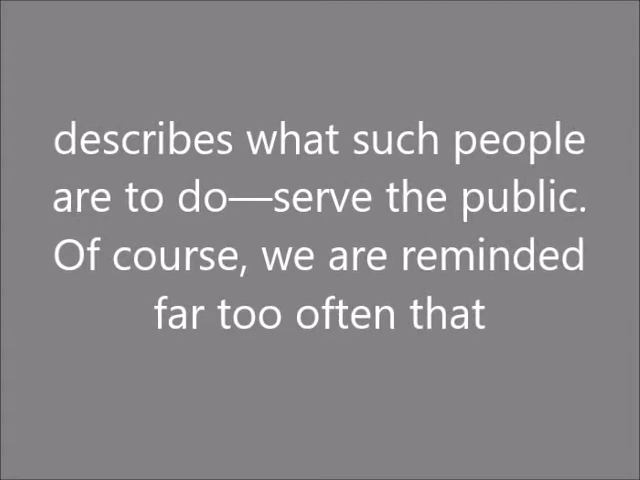 describes what such people
are to do—serve the public.
Of course, we are reminded
far too often that